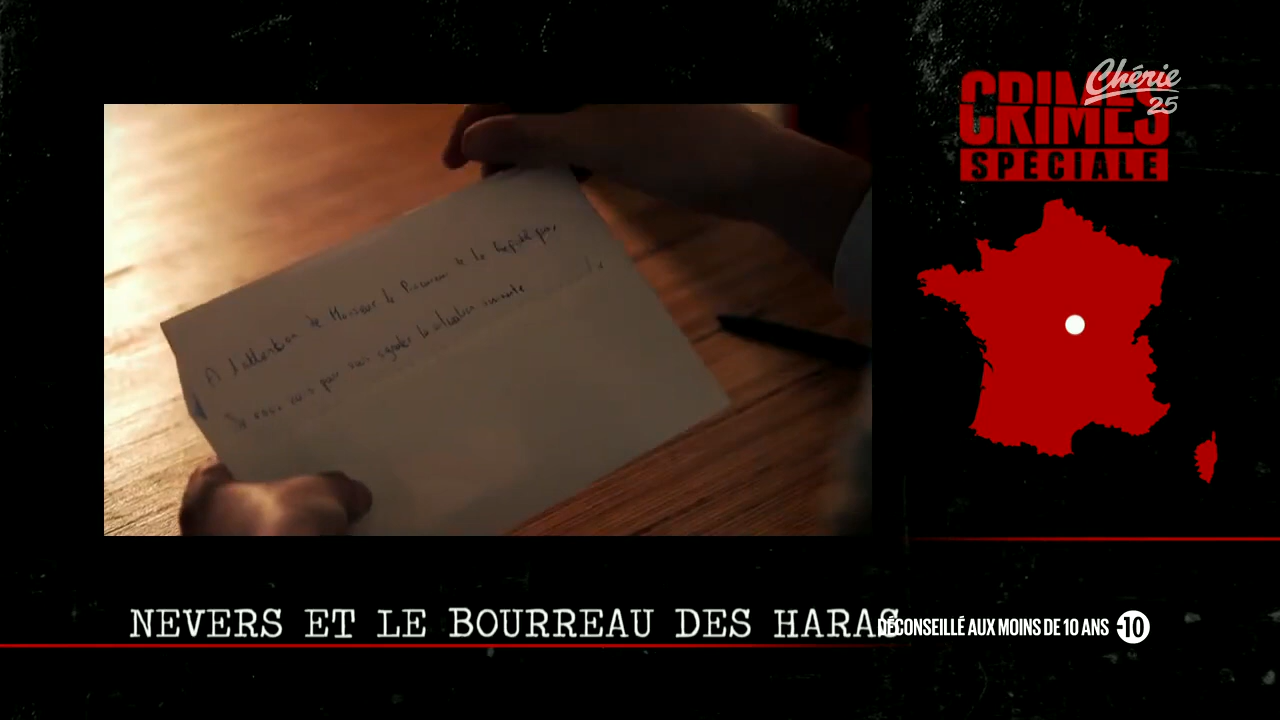 CRIMES
Chérie
25
SPÉCIALE
A l'attention de Monsieur le Procureur de la République,
Je vous écris pour vous signaler la situation suivante
NEVERS ET LE BOURREAU DES HARAS
DÉCONSEILLÉ AUX MOINS DE 10 ANS -10